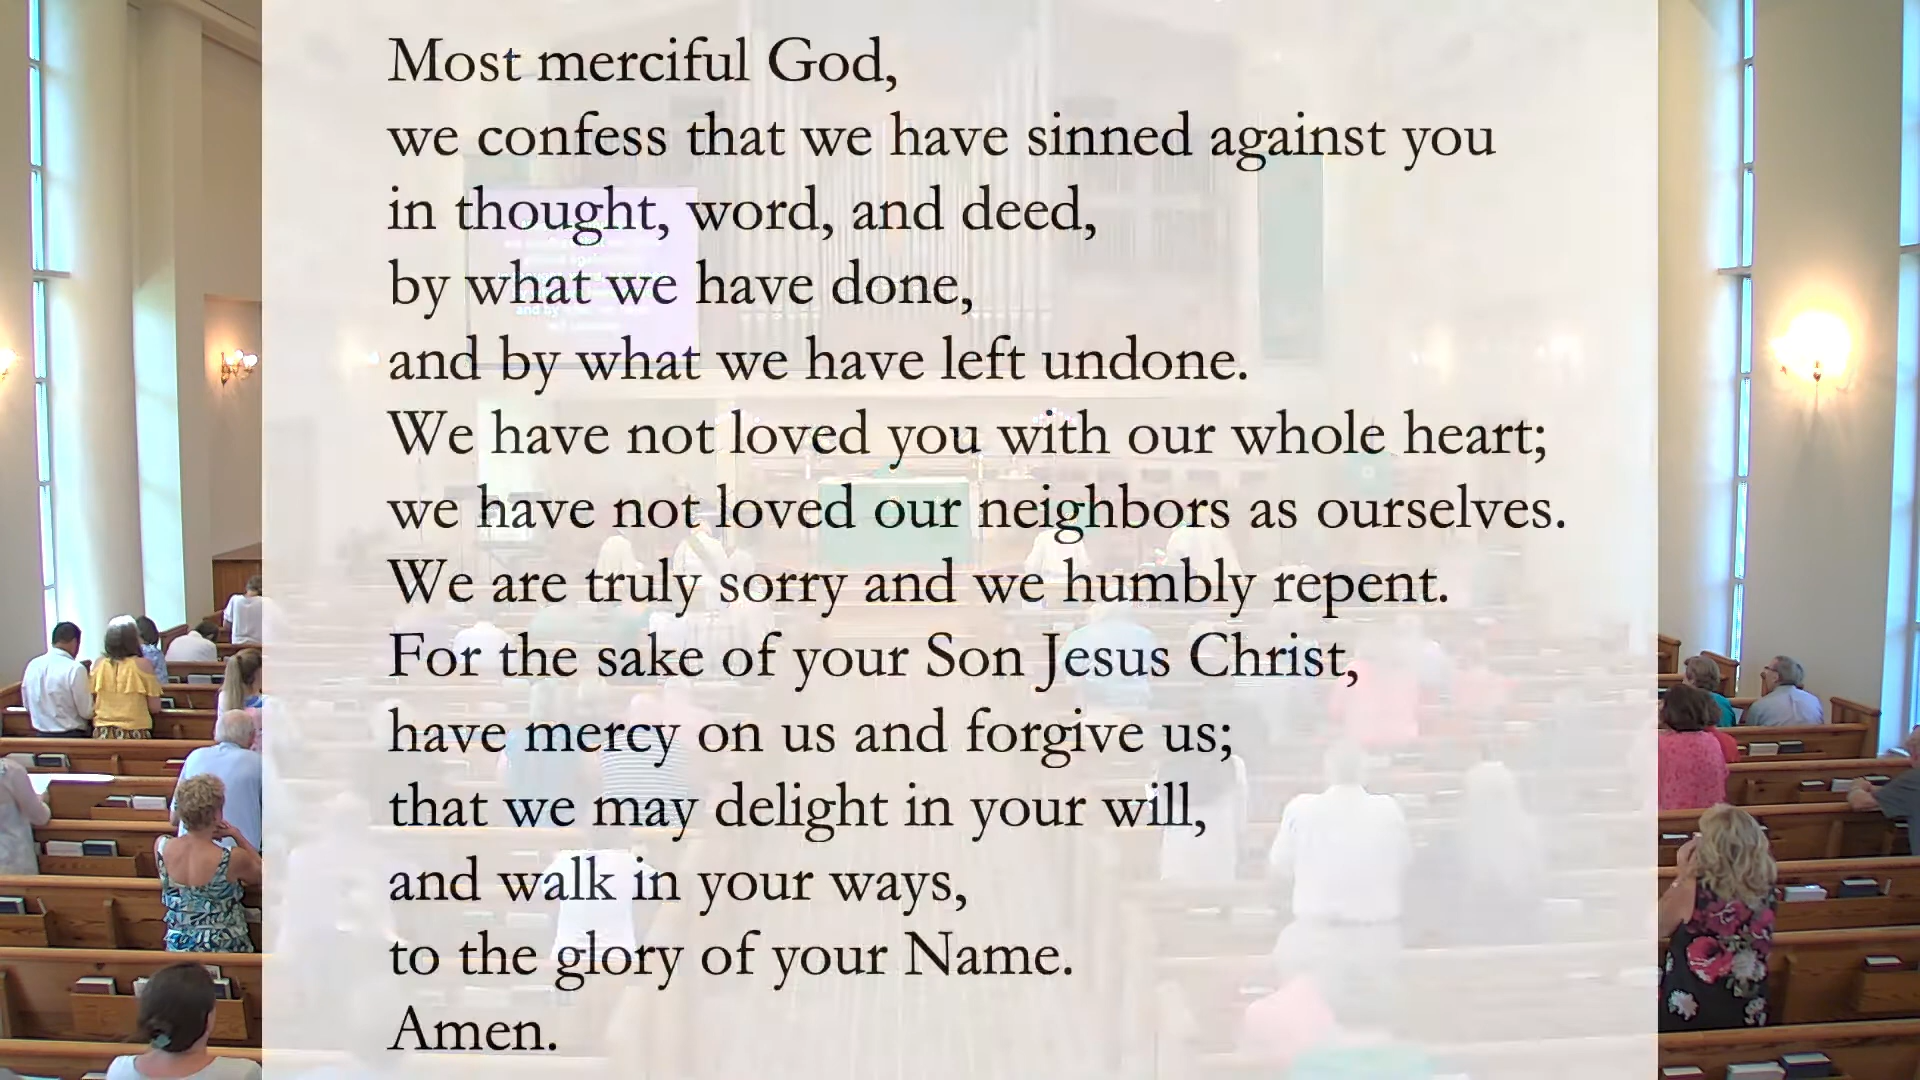 Most merciful God,
we confess that we have sinned against you
in thought, word, and deed,
by what we have done,
and by what we have left undone.
We have not loved you with our whole heart;
we have not loved our neighbors as ourselves.
We are truly sorry and we humbly repent.
For the sake of your Son Jesus Christ,
have mercy on us and forgive us;
that we may delight in your will,
and walk in your ways,
to the glory of your Name.
Amen.